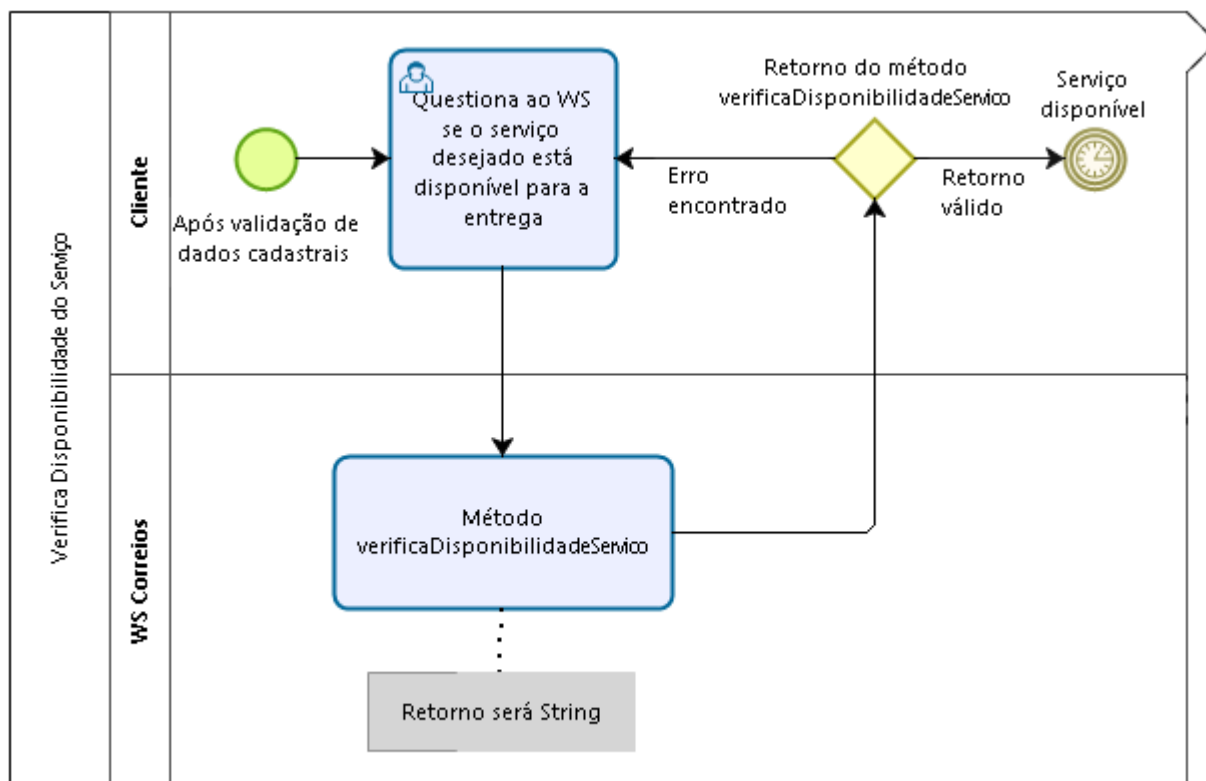 Verifica Disponibilidade do Serviço
Cliente
Após validação de
dados cadastrais
Questiona ao WS
se o serviço
desejado está
disponível para a
entrega
Erro
encontrado
Retorno do método
verificaDisponibilidadeServico
Retorno
válido
Serviço
disponível
WS Correios
Método
verificaDisponibilidadeServico
Retorno será String